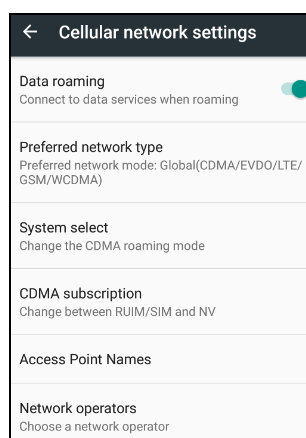 Cellular network settings
Data roaming
Connect to data services when roaming
Preferred network type
Preferred network mode: Global(CDMA/EVDO/LTE/
GSM/WCDMA)
System select
Change the CDMA roaming mode
CDMA subscription
Change between RUIM/SIM and NV
Access Point Names
Network operators
Choose a network operator